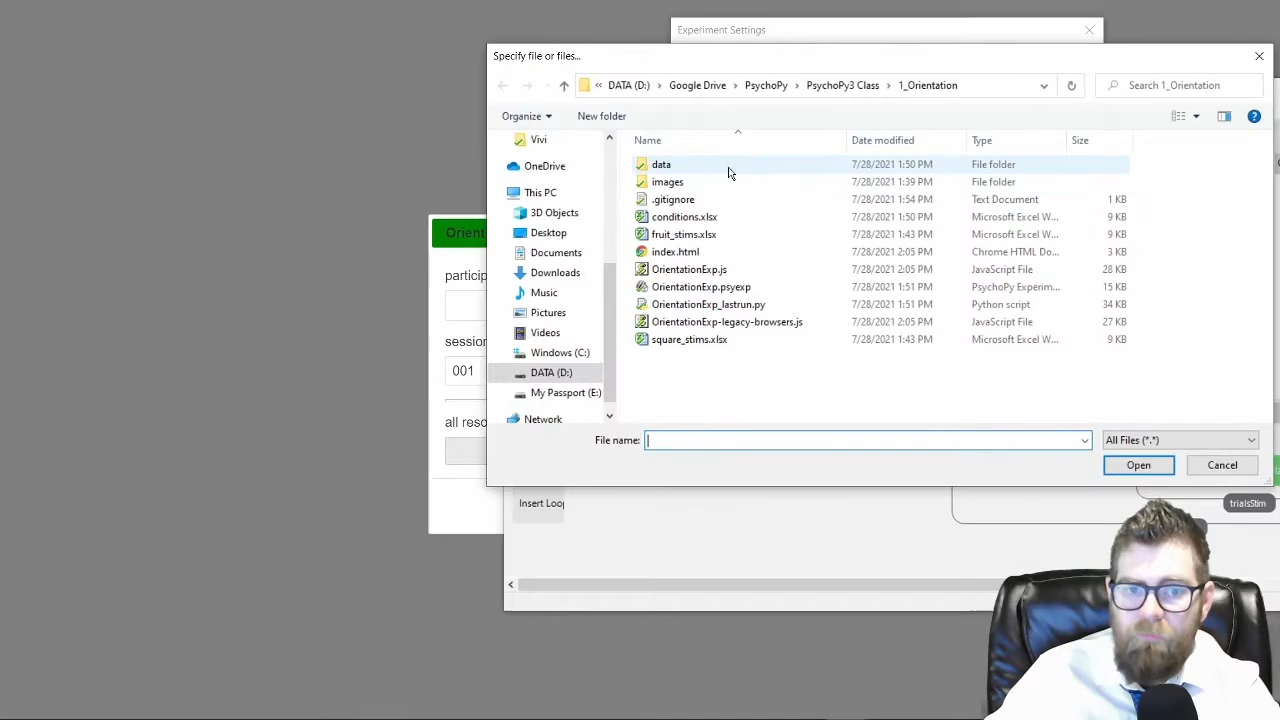 Experiment Settings
Specify file or files...
« DATA (D:) > Google Drive > PsychoPy > PsychoPy3 Class > 1_Orientation
Search 1_Orientation
Organize New folder
Name Date modified Type Size
Vivi
OneDrive
This PC
3D Objects
Desktop
Documents
Downloads
Music
Pictures
Videos
Windows (C:)
DATA (D:)
My Passport (E:)
Network
data 7/28/2021 1:50 PM File folder
images 7/28/2021 1:39 PM File folder
.gitignore 7/28/2021 1:54 PM Text Document 1 KB
conditions.xlsx 7/28/2021 1:50 PM Microsoft Excel W... 9 KB
fruit_stims.xlsx 7/28/2021 1:43 PM Microsoft Excel W... 9 KB
index.html 7/28/2021 2:05 PM Chrome HTML Do... 3 KB
OrientationExp.js 7/28/2021 2:05 PM JavaScript File 28 KB
OrientationExp.psyexp 7/28/2021 1:51 PM PsychoPy Experim... 15 KB
OrientationExp_lastrun.py 7/28/2021 1:51 PM Python script 34 KB
OrientationExp-legacy-browsers.js 7/28/2021 2:05 PM JavaScript File 27 KB
square_stims.xlsx 7/28/2021 1:43 PM Microsoft Excel W... 9 KB
Orient
particip
session
001
all reso
File name:
All Files (*.*)
Open Cancel
Insert Loop
trialsStim